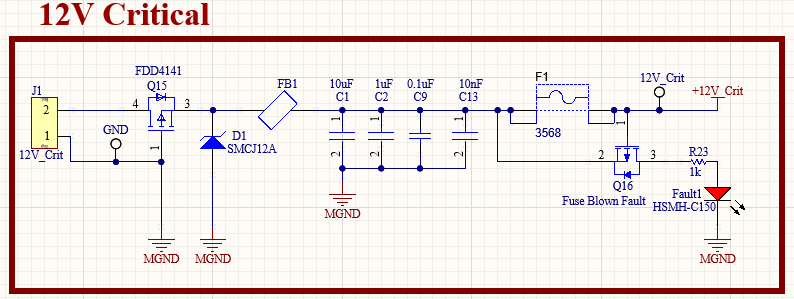 12V Critical
FDD4141
Q15
J1
2
1
12V_Crit
GND
4
3
1
MGND
D1
SMCJ12A
MGND
FB1
10uF
C1
1uF
C2
0.1uF
C9
10nF
C13
1
2
1
2
1
2
1
2
MGND
F1
3568
12V_Crit
+12V_Crit
1
2
3
Q16
Fuse Blown Fault
R23
1k
Fault1
HSMH-C150
MGND